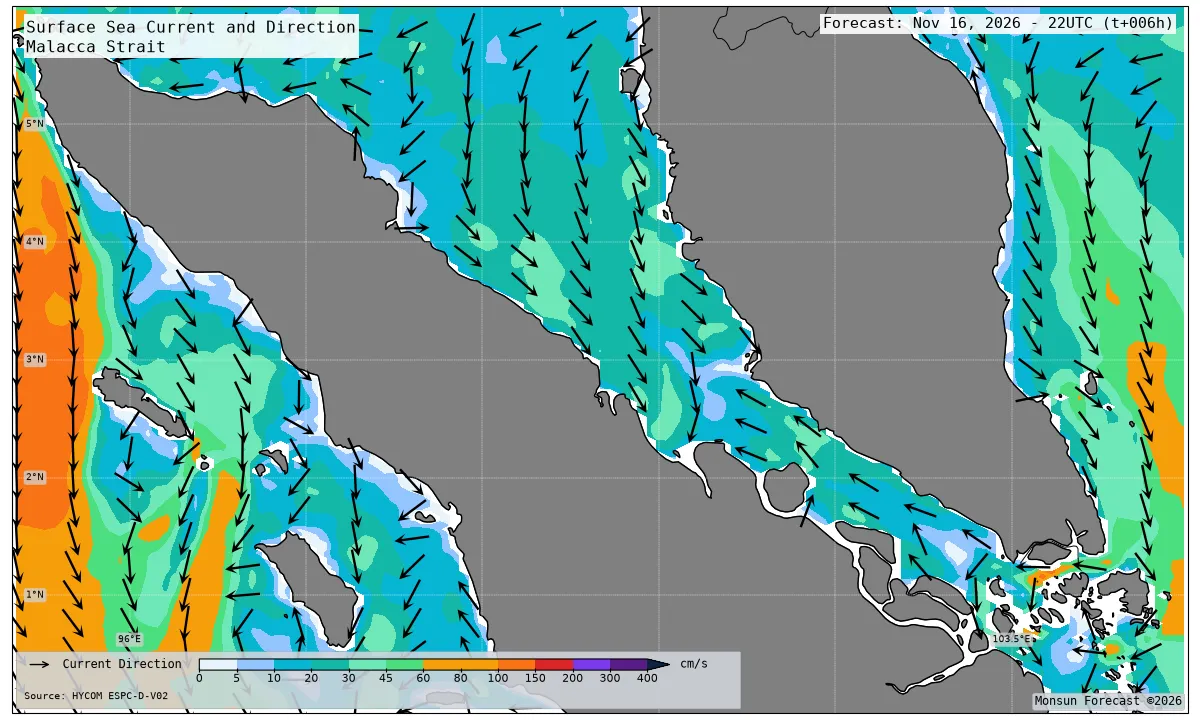 Surface Sea Current and Direction
Malacca Strait
Forecast: Nov 16, 2026 - 22UTC (t+006h)
5°N
4°N
3°N
2°N
1°N
96°E
103.5°E
Current Direction
0 5 10 20 30 45 60 80 100 150 200 300 400
cm/s
Source: HYCOM ESPC-D-V02
Monsun Forecast ©2026